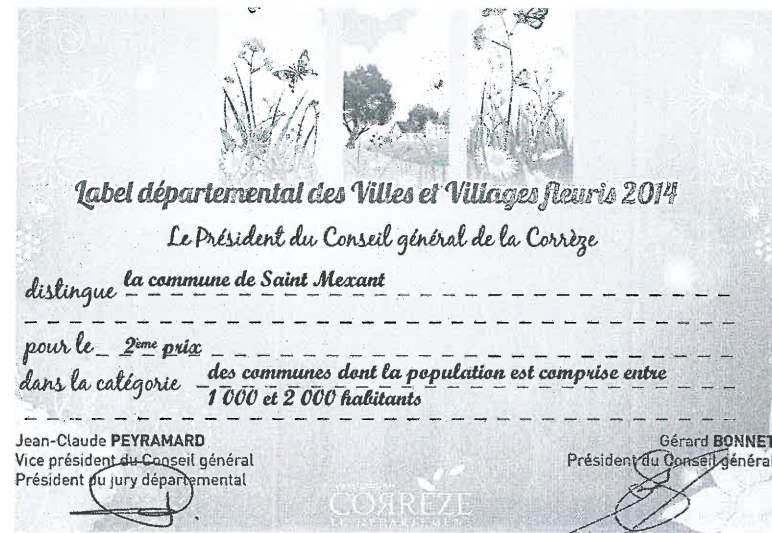 Label départemental des Villes et Villages fleuris 2014
Le Président du Conseil général de la Corrèze
distingue la commune de Saint Mexant
pour le 2ème prix
dans la catégorie des communes dont la population est comprise entre
1 000 et 2 000 habitants
Jean-Claude PEYRAMARD
Vice président du Conseil général
Président du jury départemental
Gérard BONNET
Président du Conseil général
CORRÈZE
LE DÉPARTEMENT